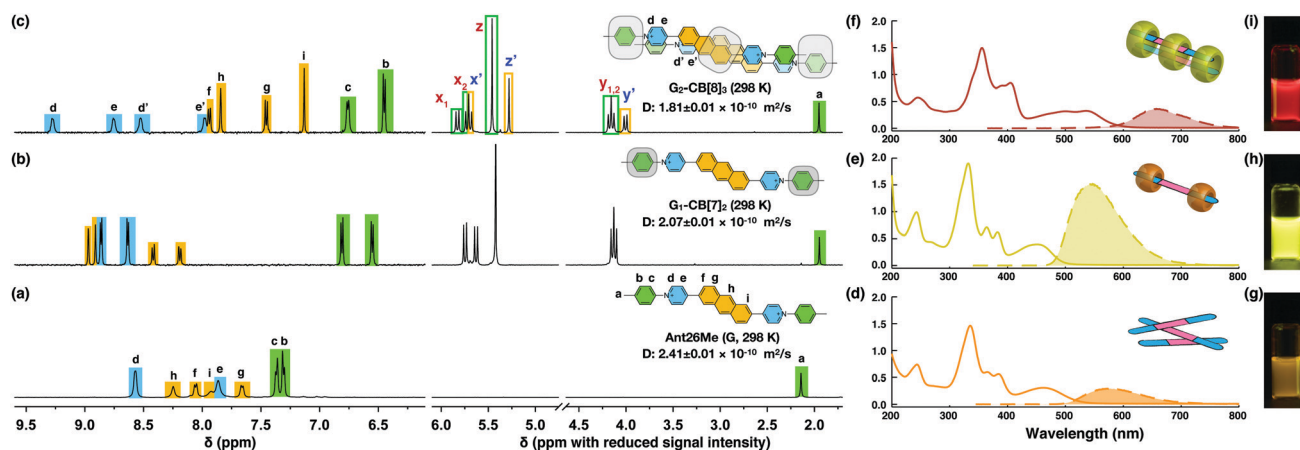 (c)
d
e
d'
e'
f
h
g
i
c
b
x1
x2
x'
z
z'
y1,2
y'
a
d e
N+
N+
d' e'
G2-CB[8]3 (298 K)
D: 1.81±0.01 × 10-10 m2/s
(b)
N+
N+
G1-CB[7]2 (298 K)
D: 2.07±0.01 × 10-10 m2/s
(a)
d
h
f
i
e
g
c b
a
b c
d e
f g
h
i
a
N+
N+
Ant26Me (G, 298 K)
D: 2.41±0.01 × 10-10 m2/s
a
9.5 9.0 8.5 8.0 7.5 7.0 6.5 6.0 5.5 5.0 4.5 4.0 3.5 3.0 2.5 2.0
δ (ppm)
δ (ppm with reduced signal intensity)
(f)
2.0
1.5
1.0
0.5
0.0
200 300 400 500 600 700 800
(i)
(e)
2.0
1.5
1.0
0.5
0.0
200 300 400 500 600 700 800
(h)
(d)
2.0
1.5
1.0
0.5
0.0
200 300 400 500 600 700 800
Wavelength (nm)
(g)